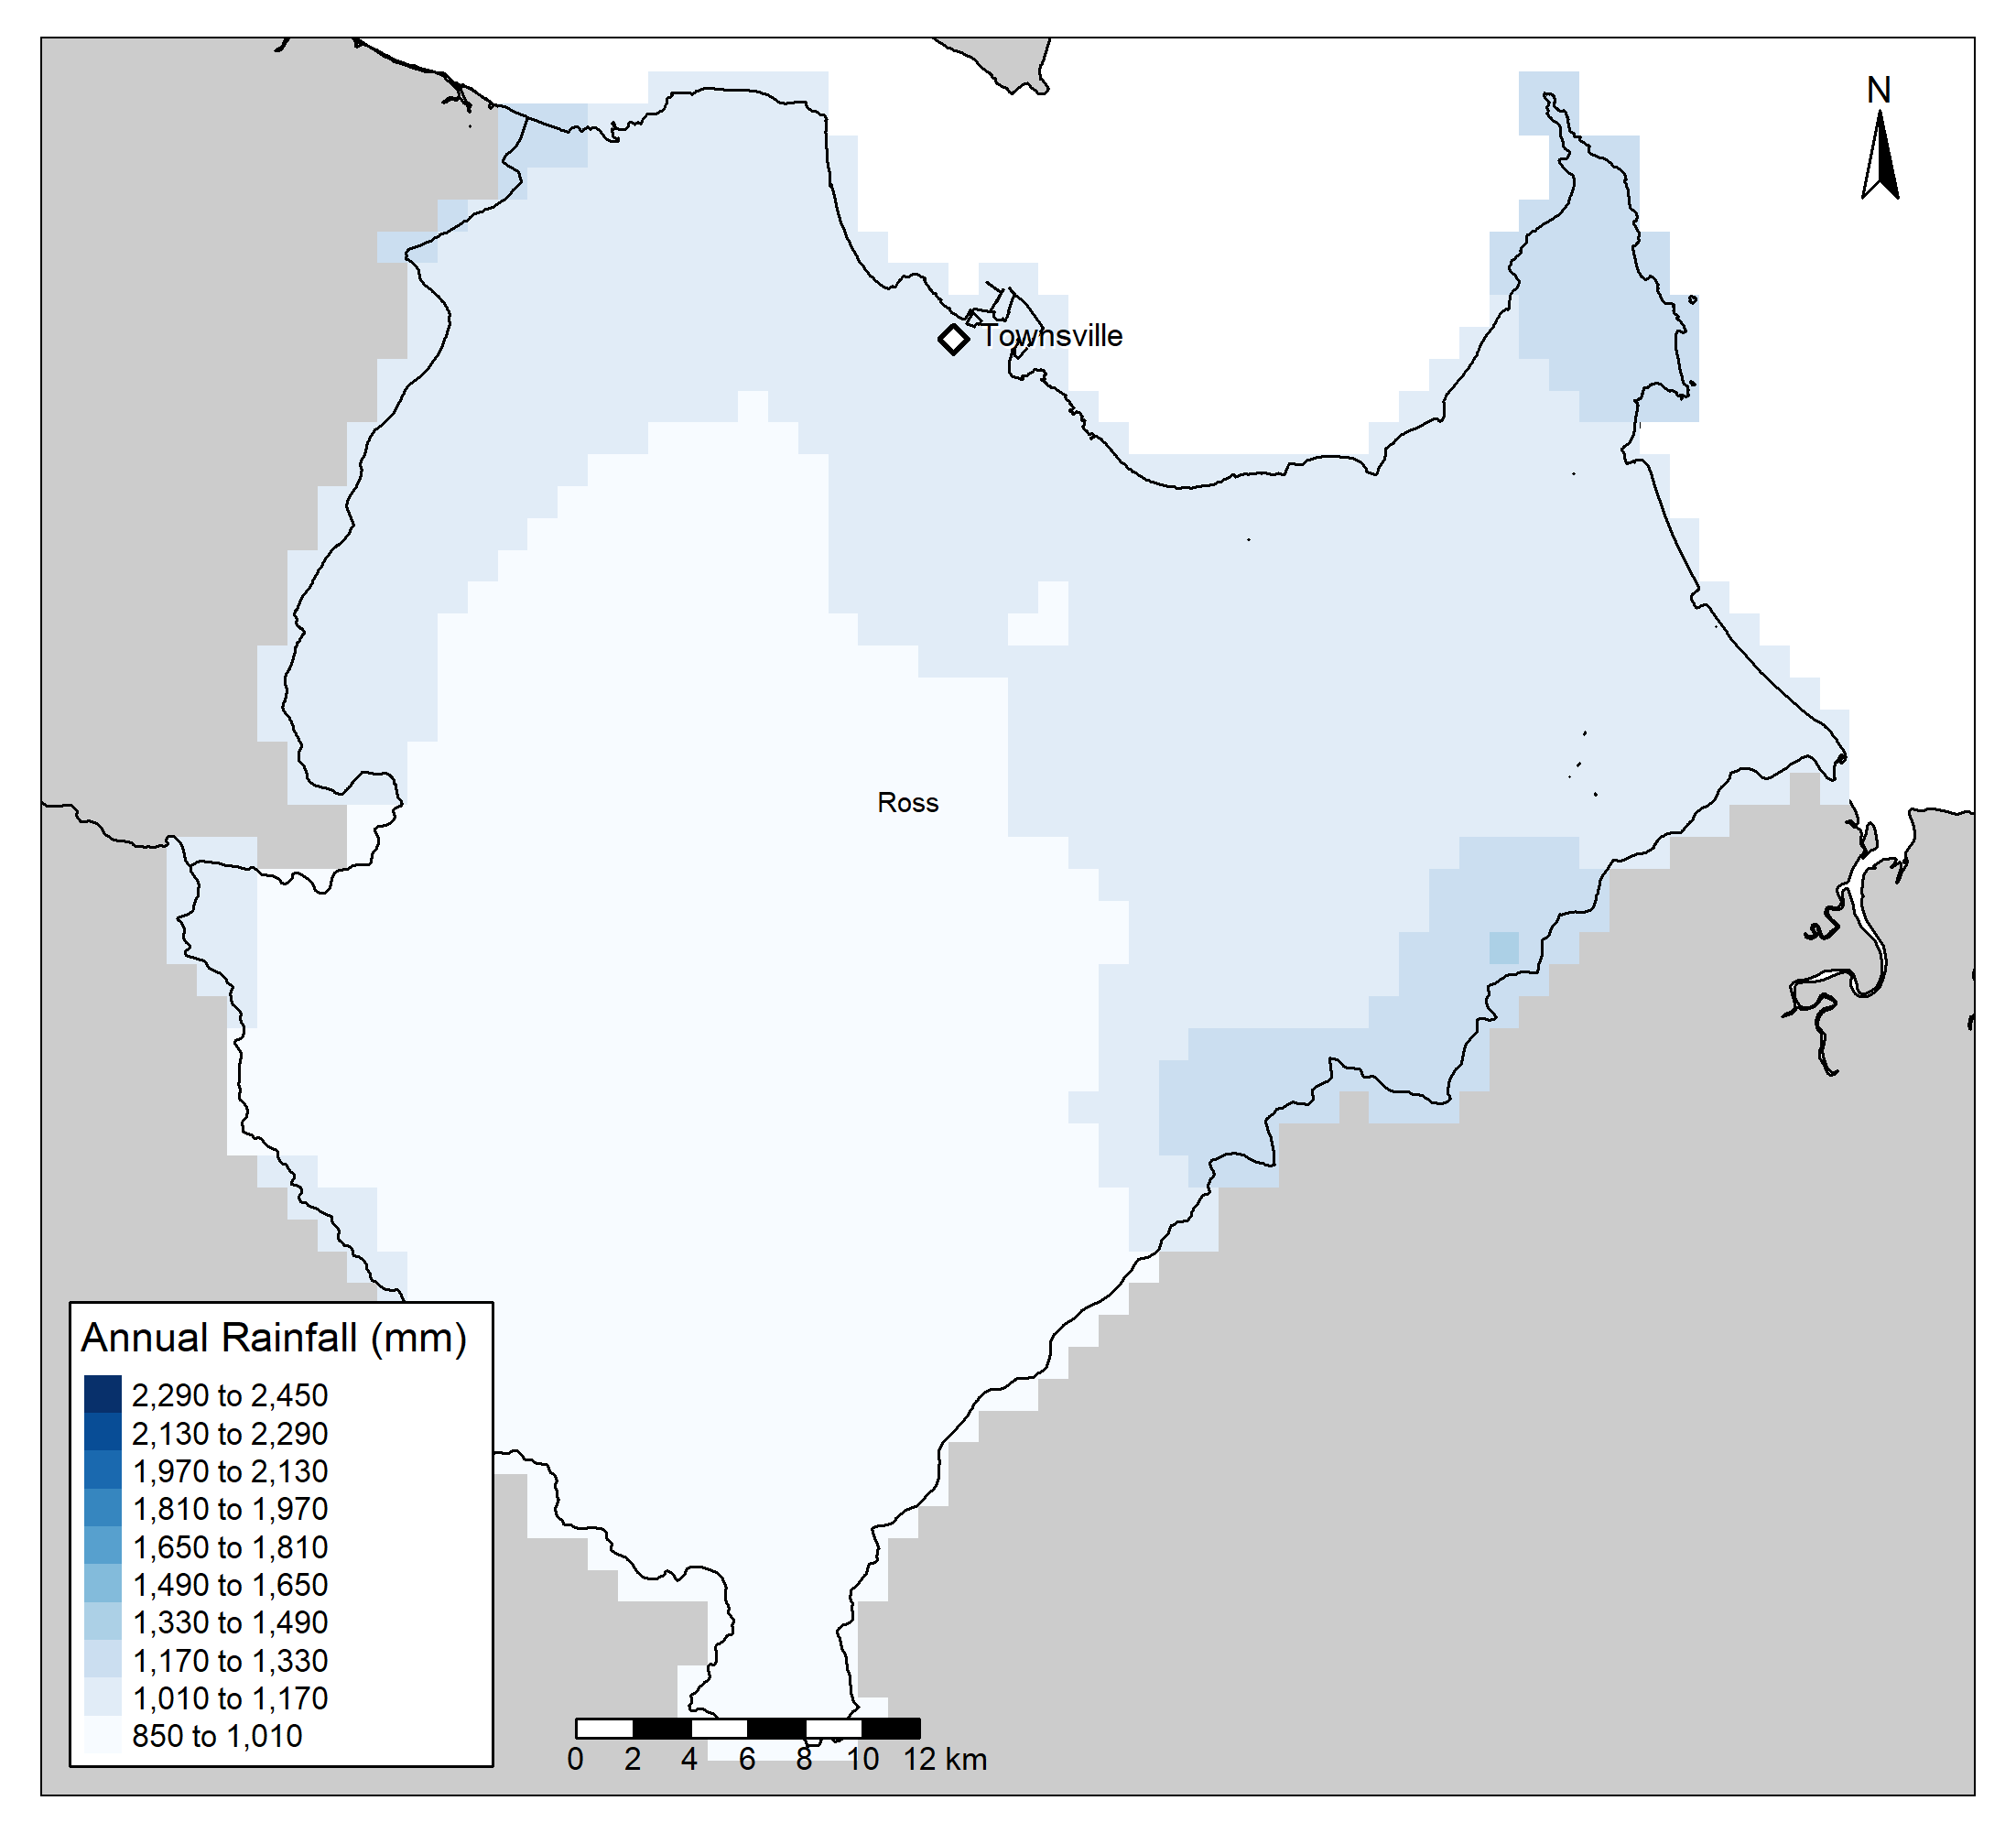 N
Townsville
Ross
Annual Rainfall (mm)
2,290 to 2,450
2,130 to 2,290
1,970 to 2,130
1,810 to 1,970
1,650 to 1,810
1,490 to 1,650
1,330 to 1,490
1,170 to 1,330
1,010 to 1,170
850 to 1,010
0 2 4 6 8 10 12 km